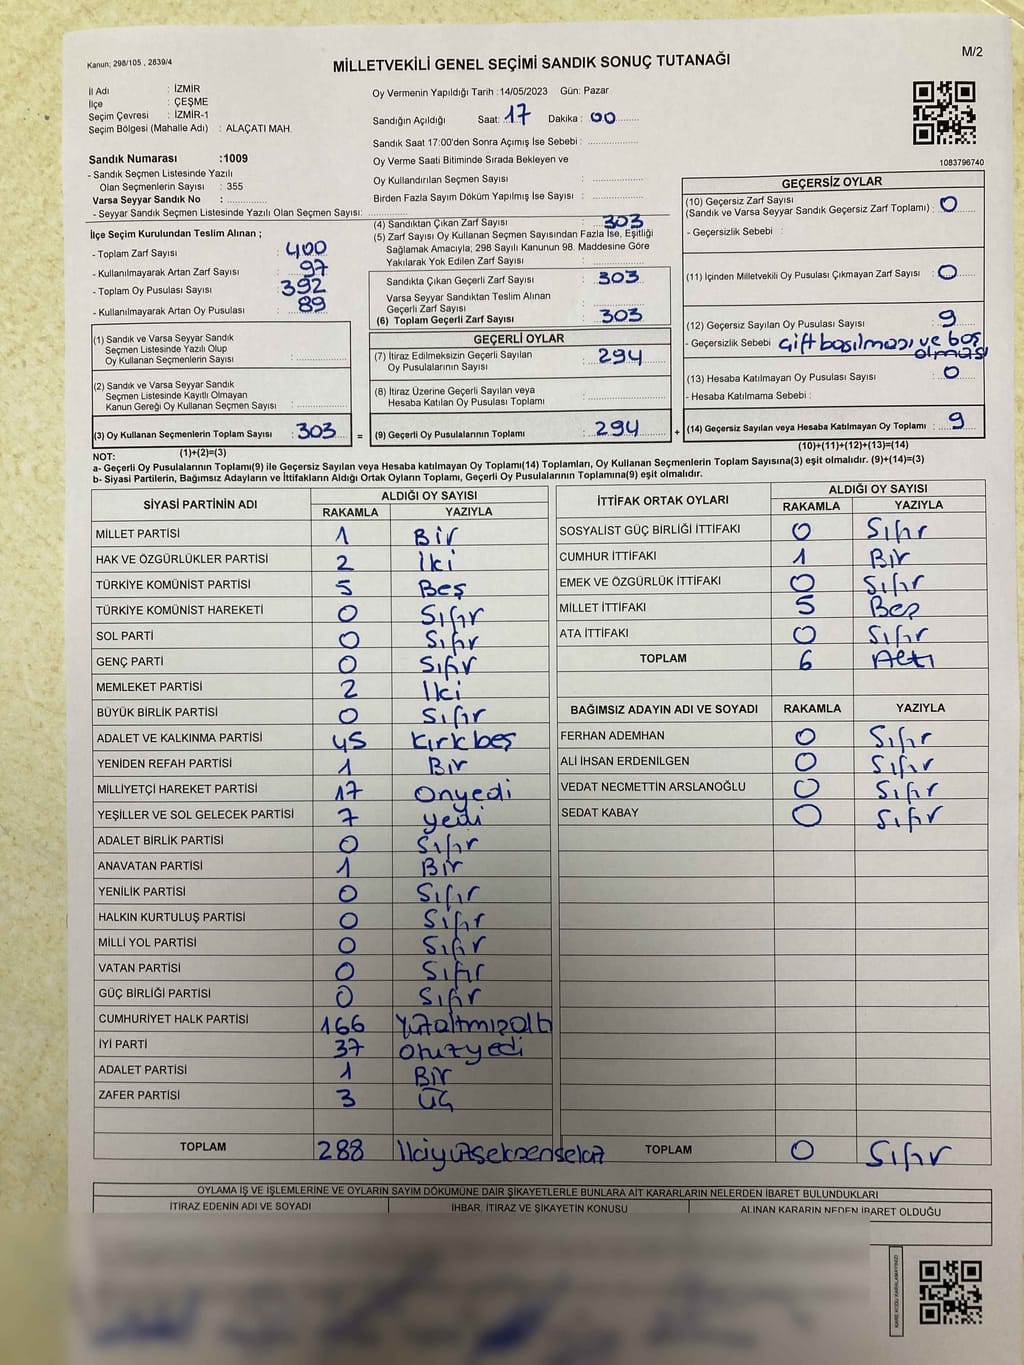 Kanun; 298/105 , 2839/4
MİLLETVEKİLİ GENEL SEÇİMİ SANDIK SONUÇ TUTANAĞI
M/2
İl Adı : İZMİR
İlçe : ÇEŞME
Seçim Çevresi : İZMİR-1
Seçim Bölgesi (Mahalle Adı) : ALAÇATI MAH.
Sandık Numarası :1009
- Sandık Seçmen Listesinde Yazılı
Olan Seçmenlerin Sayısı : 355
Varsa Seyyar Sandık No :
- Seyyar Sandık Seçmen Listesinde Yazılı Olan Seçmen Sayısı:
Oy Vermenin Yapıldığı Tarih :14/05/2023 Gün: Pazar
Sandığın Açıldığı Saat: 17 Dakika : 00
Sandık Saat 17:00'den Sonra Açımış İse Sebebi :
Oy Verme Saati Bitiminde Sırada Bekleyen ve
Oy Kullandırılan Seçmen Sayısı :
Birden Fazla Sayım Döküm Yapılmış İse Sayısı :
1083796740
İlçe Seçim Kurulundan Teslim Alınan ;
- Toplam Zarf Sayısı : 400
- Kullanılmayarak Artan Zarf Sayısı : 97
- Toplam Oy Pusulası Sayısı : 392
- Kullanılmayarak Artan Oy Pusulası : 89
(4) Sandıktan Çıkan Zarf Sayısı : 303
(5) Zarf Sayısı Oy Kullanan Seçmen Sayısından Fazla İse, Eşitliği
Sağlamak Amacıyla; 298 Sayılı Kanunun 98. Maddesine Göre
Yakılarak Yok Edilen Zarf Sayısı :
Sandıkta Çıkan Geçerli Zarf Sayısı : 303
Varsa Seyyar Sandıktan Teslim Alınan
Geçerli Zarf Sayısı :
(6) Toplam Geçerli Zarf Sayısı : 303
GEÇERSİZ OYLAR
(10) Geçersiz Zarf Sayısı
(Sandık ve Varsa Seyyar Sandık Geçersiz Zarf Toplamı) : 0
- Geçersizlik Sebebi :
(11) İçinden Milletvekili Oy Pusulası Çıkmayan Zarf Sayısı : 0
(12) Geçersiz Sayılan Oy Pusulası Sayısı : 9
- Geçersizlik Sebebi Çift basılması ve boş
olması
(13) Hesaba Katılmayan Oy Pusulası Sayısı : 0
- Hesaba Katılmama Sebebi :
(14) Geçersiz Sayılan veya Hesaba Katılmayan Oy Toplamı : 9
(10)+(11)+(12)+(13)=(14)
(1) Sandık ve Varsa Seyyar Sandık
Seçmen Listesinde Yazılı Olup
Oy Kullanan Seçmenlerin Sayısı :
(2) Sandık ve Varsa Seyyar Sandık
Seçmen Listesinde Kayıtlı Olmayan
Kanun Gereği Oy Kullanan Seçmen Sayısı :
(3) Oy Kullanan Seçmenlerin Toplam Sayısı : 303 =
(1)+(2)=(3)
GEÇERLİ OYLAR
(7) İtiraz Edilmeksizin Geçerli Sayılan
Oy Pusulalarının Sayısı : 294
(8) İtiraz Üzerine Geçerli Sayılan veya
Hesaba Katılan Oy Pusulası Toplamı :
(9) Geçerli Oy Pusulalarının Toplamı : 294 +
NOT:
a- Geçerli Oy Pusulalarının Toplamı(9) ile Geçersiz Sayılan veya Hesaba katılmayan Oy Toplamı(14) Toplamları, Oy Kullanan Seçmenlerin Toplam Sayısına(3) eşit olmalıdır. (9)+(14)=(3)
b- Siyasi Partilerin, Bağımsız Adayların ve İttifakların Aldığı Ortak Oyların Toplamı, Geçerli Oy Pusulalarının Toplamına(9) eşit olmalıdır.
SİYASİ PARTİNİN ADI ALDIĞI OY SAYISI
RAKAMLA YAZIYLA
MİLLET PARTİSİ 1 Bir
HAK VE ÖZGÜRLÜKLER PARTİSİ 2 İki
TÜRKİYE KOMÜNİST PARTİSİ 5 Beş
TÜRKİYE KOMÜNİST HAREKETİ 0 Sıfır
SOL PARTİ 0 Sıfır
GENÇ PARTİ 0 Sıfır
MEMLEKET PARTİSİ 2 İki
BÜYÜK BİRLİK PARTİSİ 0 Sıfır
ADALET VE KALKINMA PARTİSİ 45 Kırkbeş
YENİDEN REFAH PARTİSİ 1 Bir
MİLLİYETÇİ HAREKET PARTİSİ 17 Onyedi
YEŞİLLER VE SOL GELECEK PARTİSİ 7 yedi
ADALET BİRLİK PARTİSİ 0 Sıfır
ANAVATAN PARTİSİ 1 Bir
YENİLİK PARTİSİ 0 Sıfır
HALKIN KURTULUŞ PARTİSİ 0 Sıfır
MİLLİ YOL PARTİSİ 0 Sıfır
VATAN PARTİSİ 0 Sıfır
GÜÇ BİRLİĞİ PARTİSİ 0 Sıfır
CUMHURİYET HALK PARTİSİ 166 Yüzaltmışaltı
İYİ PARTİ 37 Otuzyedi
ADALET PARTİSİ 1 Bir
ZAFER PARTİSİ 3 Üç
TOPLAM 288 İkiyüzseksensekiz
İTTİFAK ORTAK OYLARI ALDIĞI OY SAYISI
RAKAMLA YAZIYLA
SOSYALİST GÜÇ BİRLİĞİ İTTİFAKI 0 Sıfır
CUMHUR İTTİFAKI 1 Bir
EMEK VE ÖZGÜRLÜK İTTİFAKI 0 Sıfır
MİLLET İTTİFAKI 5 Beş
ATA İTTİFAKI 0 Sıfır
TOPLAM 6 Altı
BAĞIMSIZ ADAYIN ADI VE SOYADI RAKAMLA YAZIYLA
FERHAN ADEMHAN 0 Sıfır
ALİ İHSAN ERDENİLGEN 0 Sıfır
VEDAT NECMETTİN ARSLANOĞLU 0 Sıfır
SEDAT KABAY 0 Sıfır
TOPLAM 0 Sıfır
OYLAMA İŞ VE İŞLEMLERİNE VE OYLARIN SAYIM DÖKÜMÜNE DAİR ŞİKAYETLERLE BUNLARA AİT KARARLARIN NELERDEN İBARET BULUNDUKLARI
İTİRAZ EDENİN ADI VE SOYADI İHBAR, İTİRAZ VE ŞİKAYETİN KONUSU ALINAN KARARIN NEDEN İBARET OLDUĞU